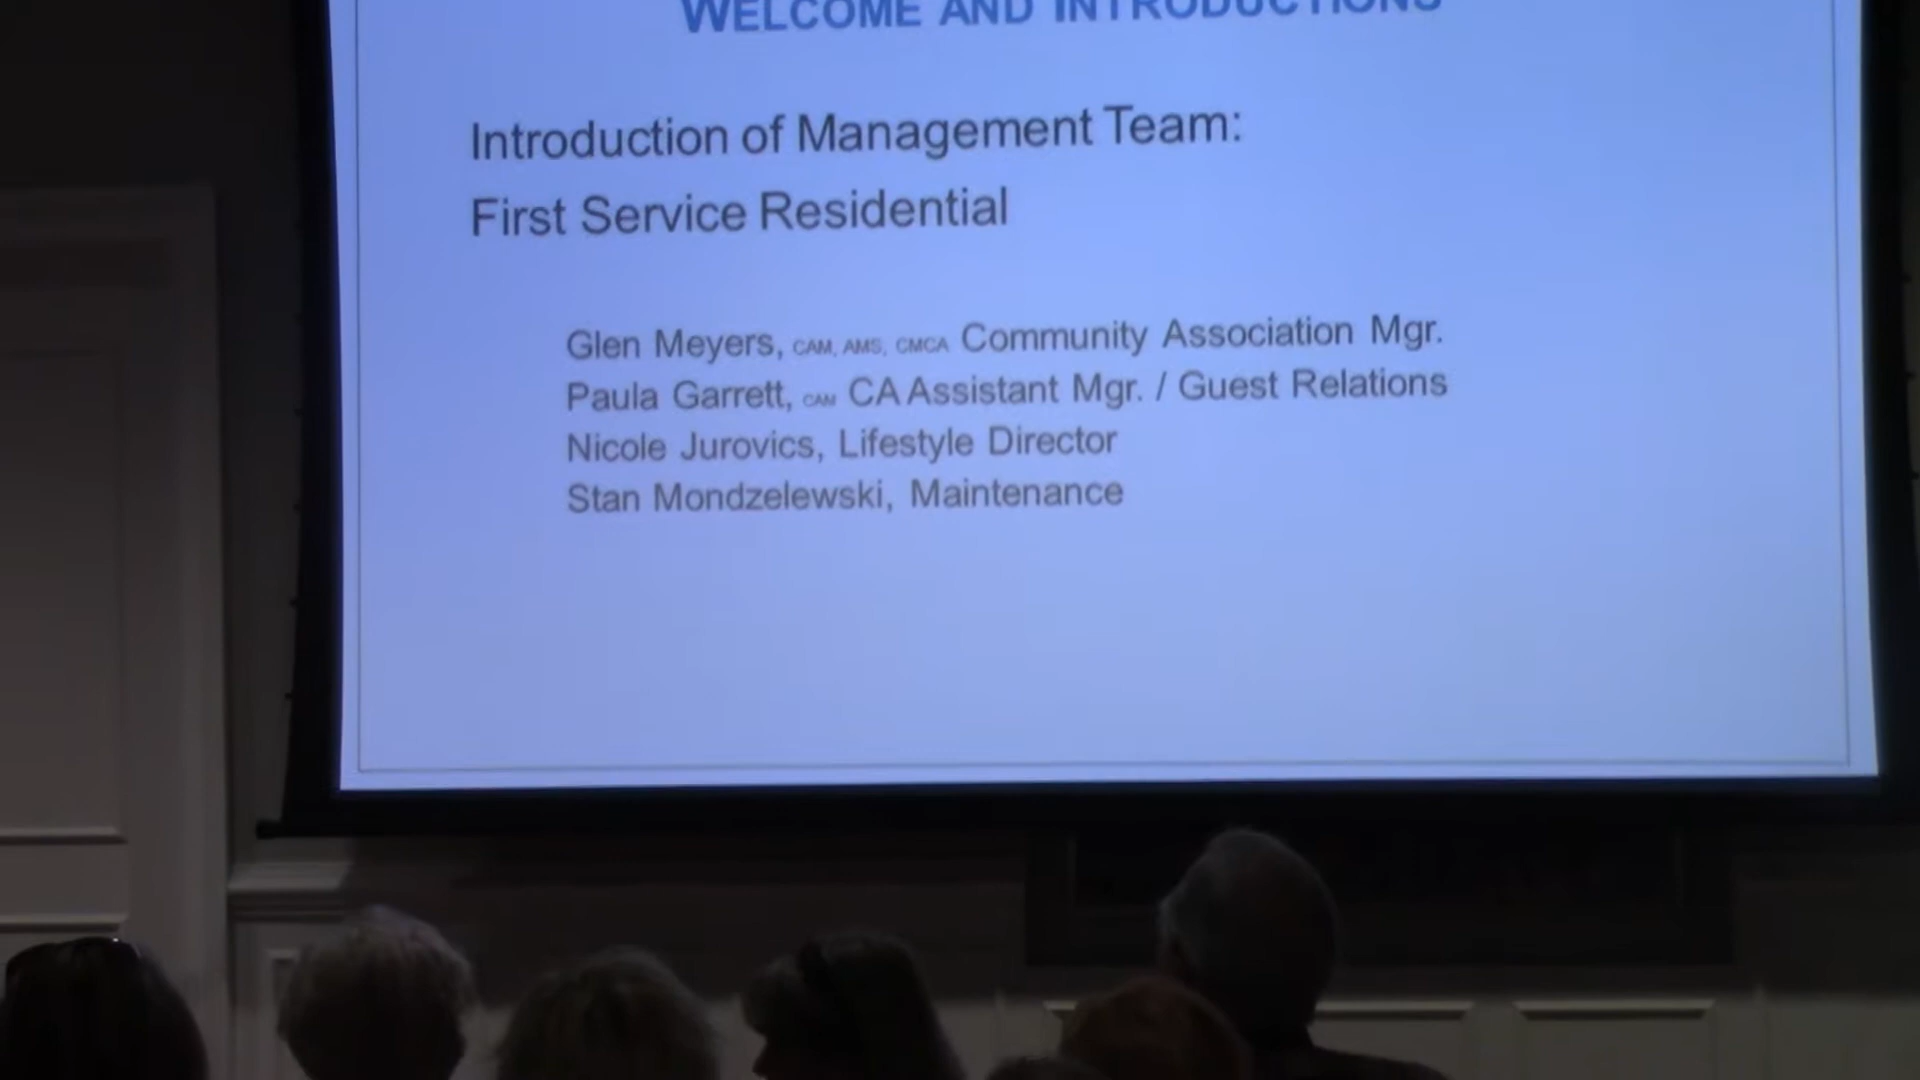 WELCOME AND INTRODUCTIONS
Introduction of Management Team:
First Service Residential
Glen Meyers, CAM, AMS, CMCA Community Association Mgr.
Paula Garrett, CAM CA Assistant Mgr. / Guest Relations
Nicole Jurovics, Lifestyle Director
Stan Mondzelewski, Maintenance